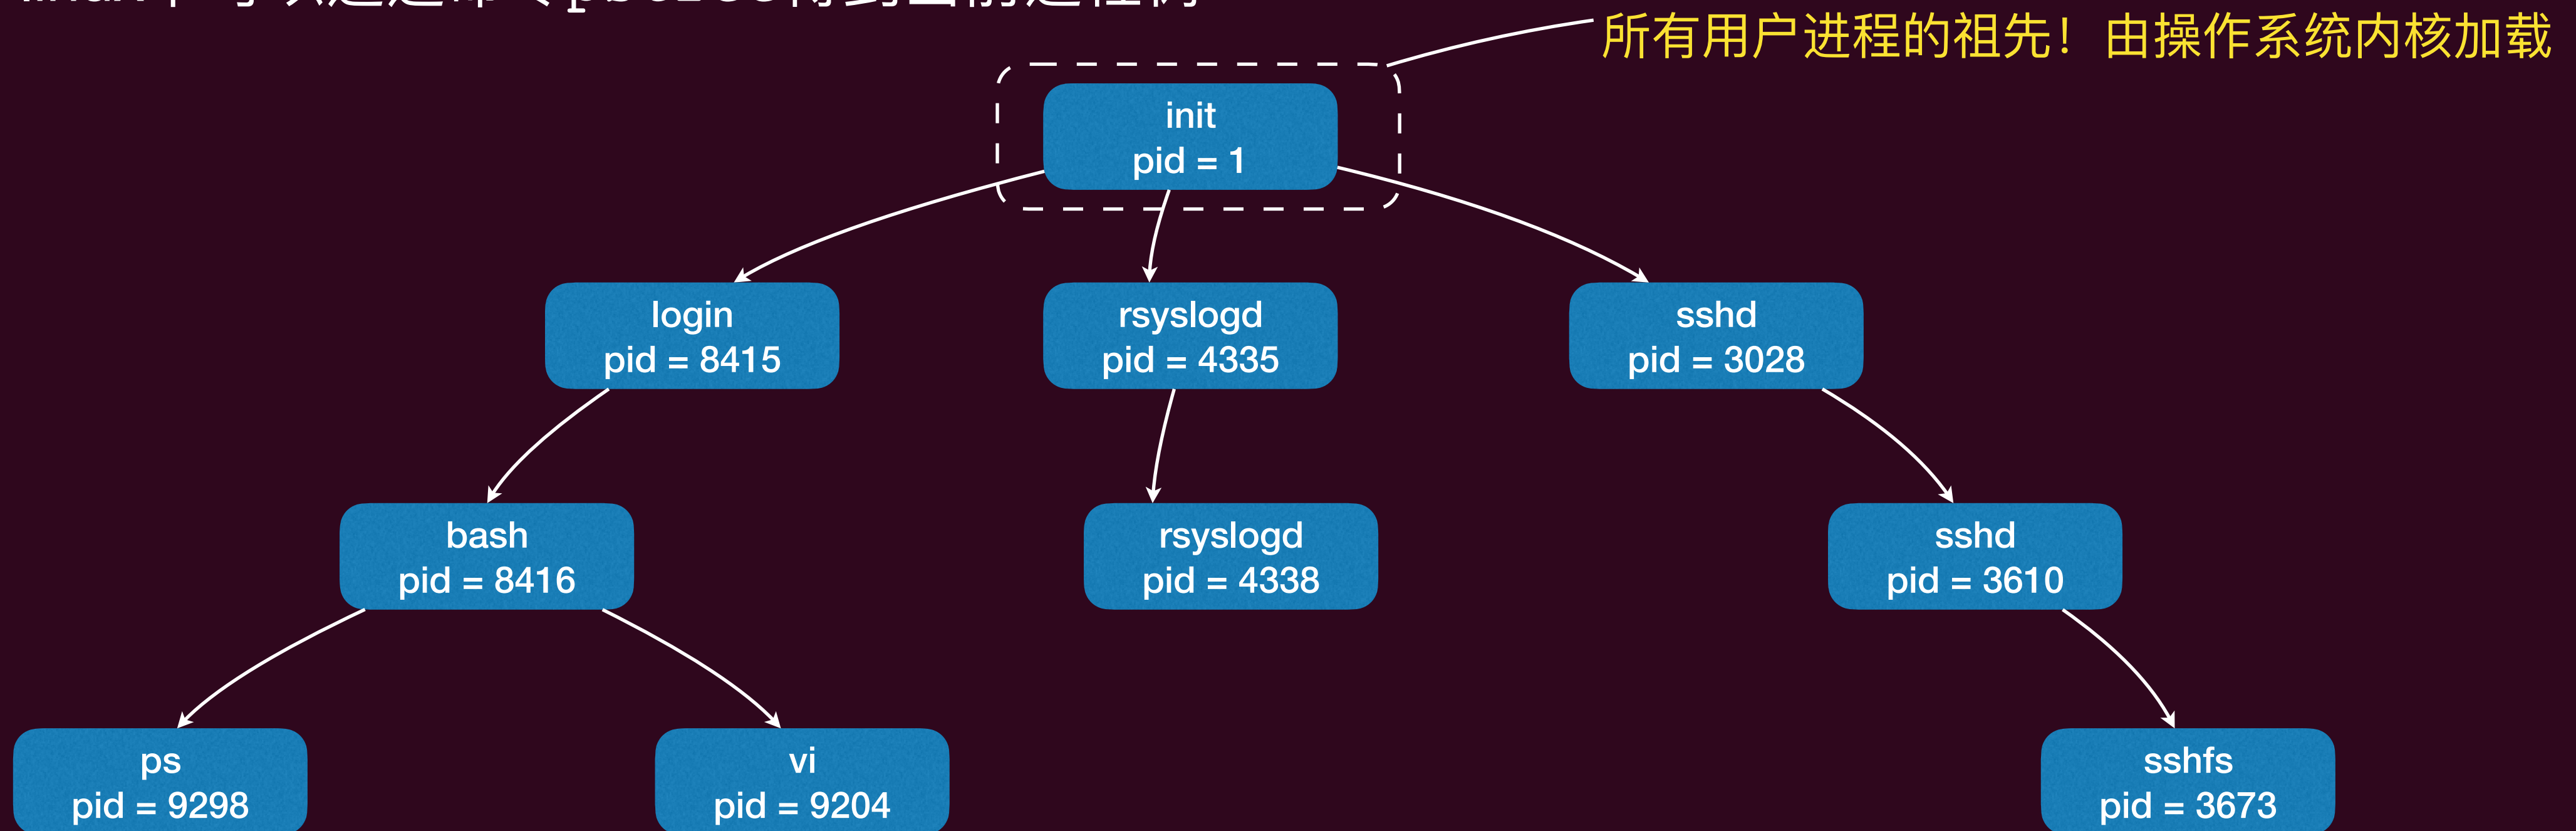 所有用户进程的祖先！由操作系统内核加载
init
pid = 1
login
pid = 8415
rsyslogd
pid = 4335
sshd
pid = 3028
bash
pid = 8416
rsyslogd
pid = 4338
sshd
pid = 3610
ps
pid = 9298
vi
pid = 9204
sshfs
pid = 3673